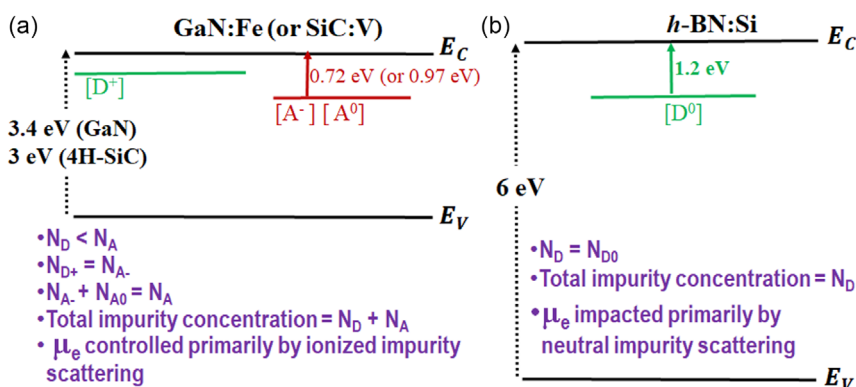 (a)
GaN:Fe (or SiC:V)
E_C
[D⁺]
0.72 eV (or 0.97 eV)
[A⁻] [A⁰]
3.4 eV (GaN)
3 eV (4H-SiC)
E_V
•N_D < N_A
•N_D+ = N_A-
•N_A- + N_A0 = N_A
•Total impurity concentration = N_D + N_A
• μ_e controlled primarily by ionized impurity
scattering
(b)
h-BN:Si
E_C
1.2 eV
[D⁰]
6 eV
•N_D = N_D0
•Total impurity concentration = N_D
•μ_e impacted primarily by
neutral impurity scattering
E_V